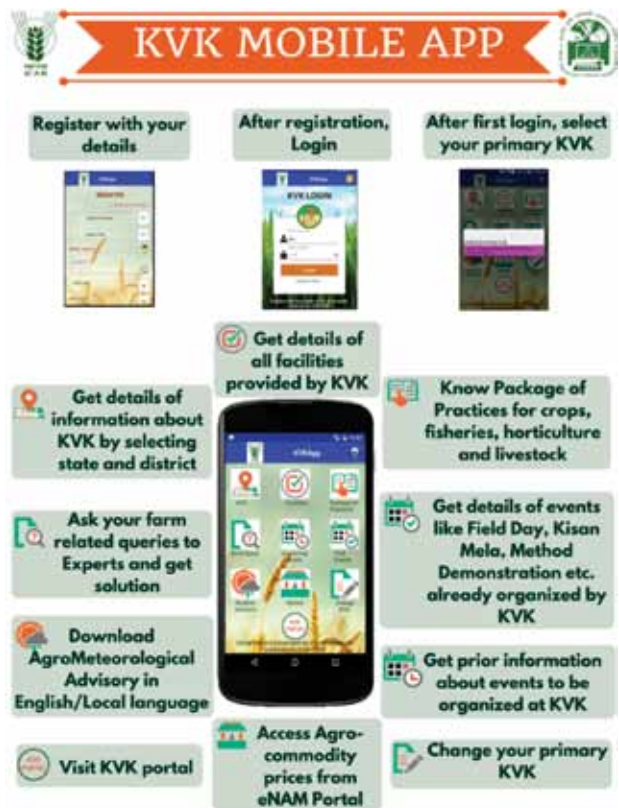 KVK MOBILE APP
Register with your
details
After registration,
Login
After first login, select
your primary KVK
KVK LOGIN
Get details of
all facilities
provided by KVK
Get details of
information about
KVK by selecting
state and district
Know Package of
Practices for crops,
fisheries, horticulture
and livestock
KVKApp
Ask your farm
related queries to
Experts and get
solution
Get details of events
like Field Day, Kisan
Mela, Method
Demonstration etc.
already organized by
KVK
Download
AgroMeteorological
Advisory in
English/Local language
Get prior information
about events to be
organized at KVK
Visit KVK portal
Access Agro-
commodity
prices from
eNAM Portal
Change your primary
KVK